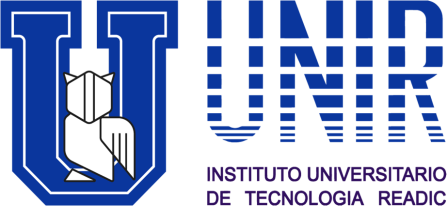 U
UNIR
INSTITUTO UNIVERSITARIO
DE TECNOLOGIA READIC